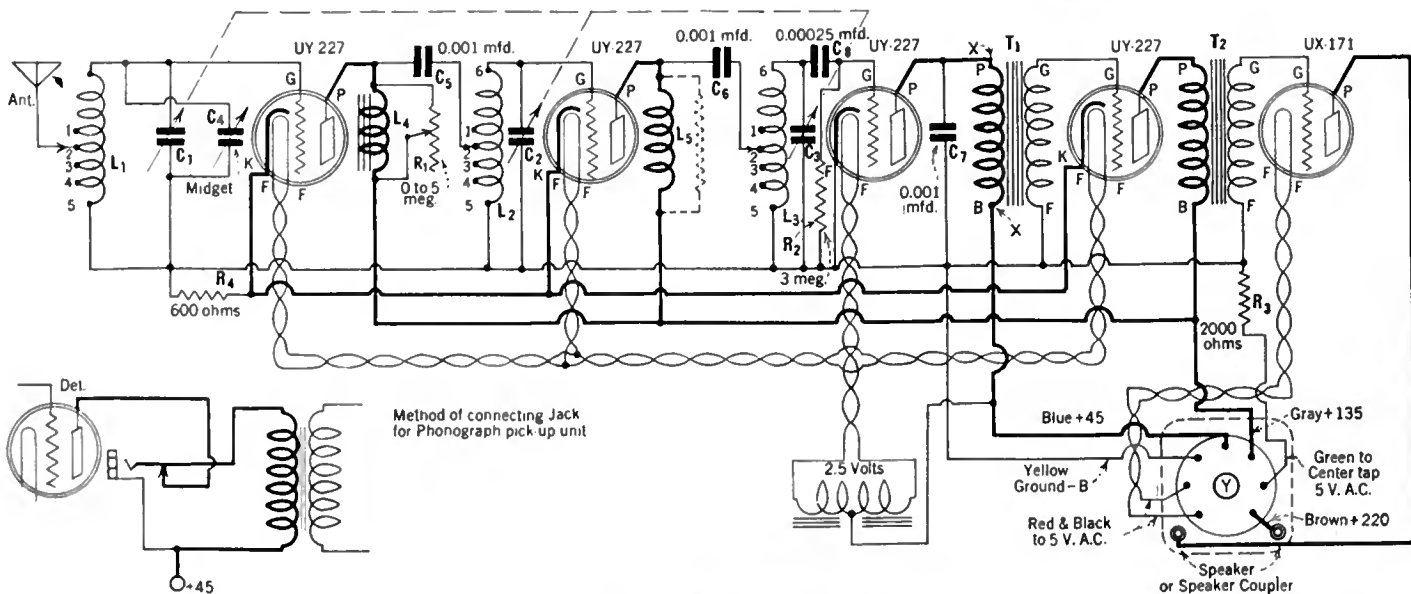 UY 227
0.001 mfd.
UY-227
0.001 mfd.
0.00025 mfd.
UY-227
X
T1
UY-227
T2
UX-171
Ant.
L1
1
2
3
4
5
C1
C4
Midget
G
P
K
F
F
L4
R1
0 to 5
meg.
C5
6
1
2
3
4
5
L2
C2
G
P
K
F
F
L5
C6
6
1
2
3
4
5
C8
C3
L3
R2
3 meg.
G
P
F
F
C7
0.001
mfd.
P
B
X
G
F
G
P
K
F
F
P
B
G
F
G
P
F
F
R4
600 ohms
R3
2000
ohms
Det.
Method of connecting Jack
for Phonograph pick-up unit
+45
2.5 Volts
Blue +45
Gray +135
Yellow
Ground-B
Y
Green to
Center tap
5 V. A.C.
Red & Black
to 5 V. A.C.
Brown +220
Speaker
or Speaker Coupler